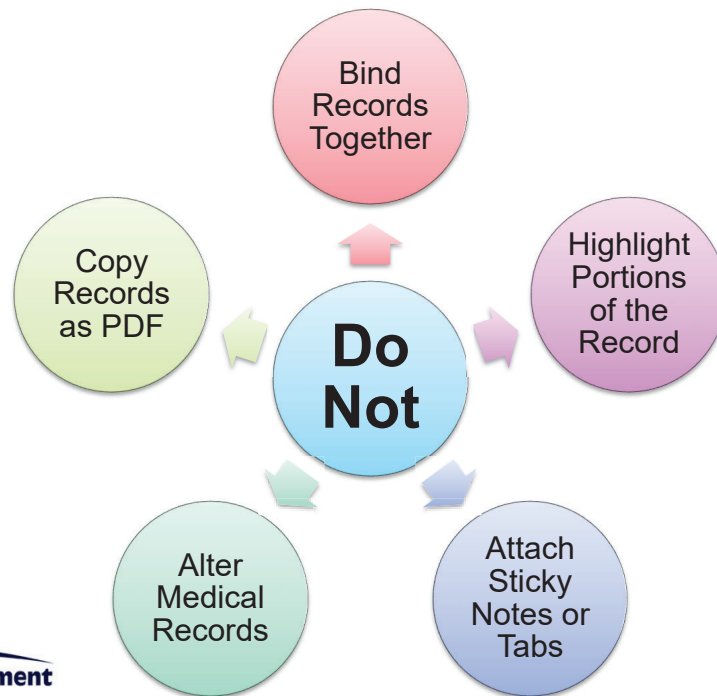 Bind
Records
Together
Copy
Records
as PDF
Highlight
Portions
of the
Record
Do
Not
Alter
Medical
Records
Attach
Sticky
Notes or
Tabs